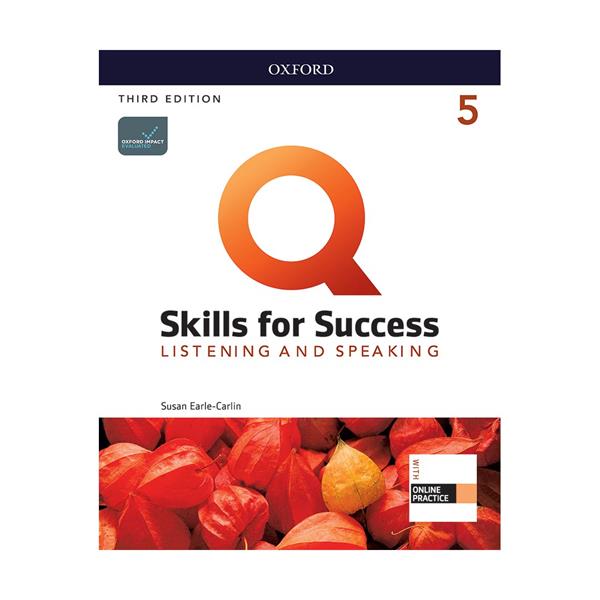 OXFORD
THIRD EDITION
5
OXFORD IMPACT
EVALUATED
Q
Skills for Success
LISTENING AND SPEAKING
Susan Earle-Carlin
WITH
ONLINE
PRACTICE